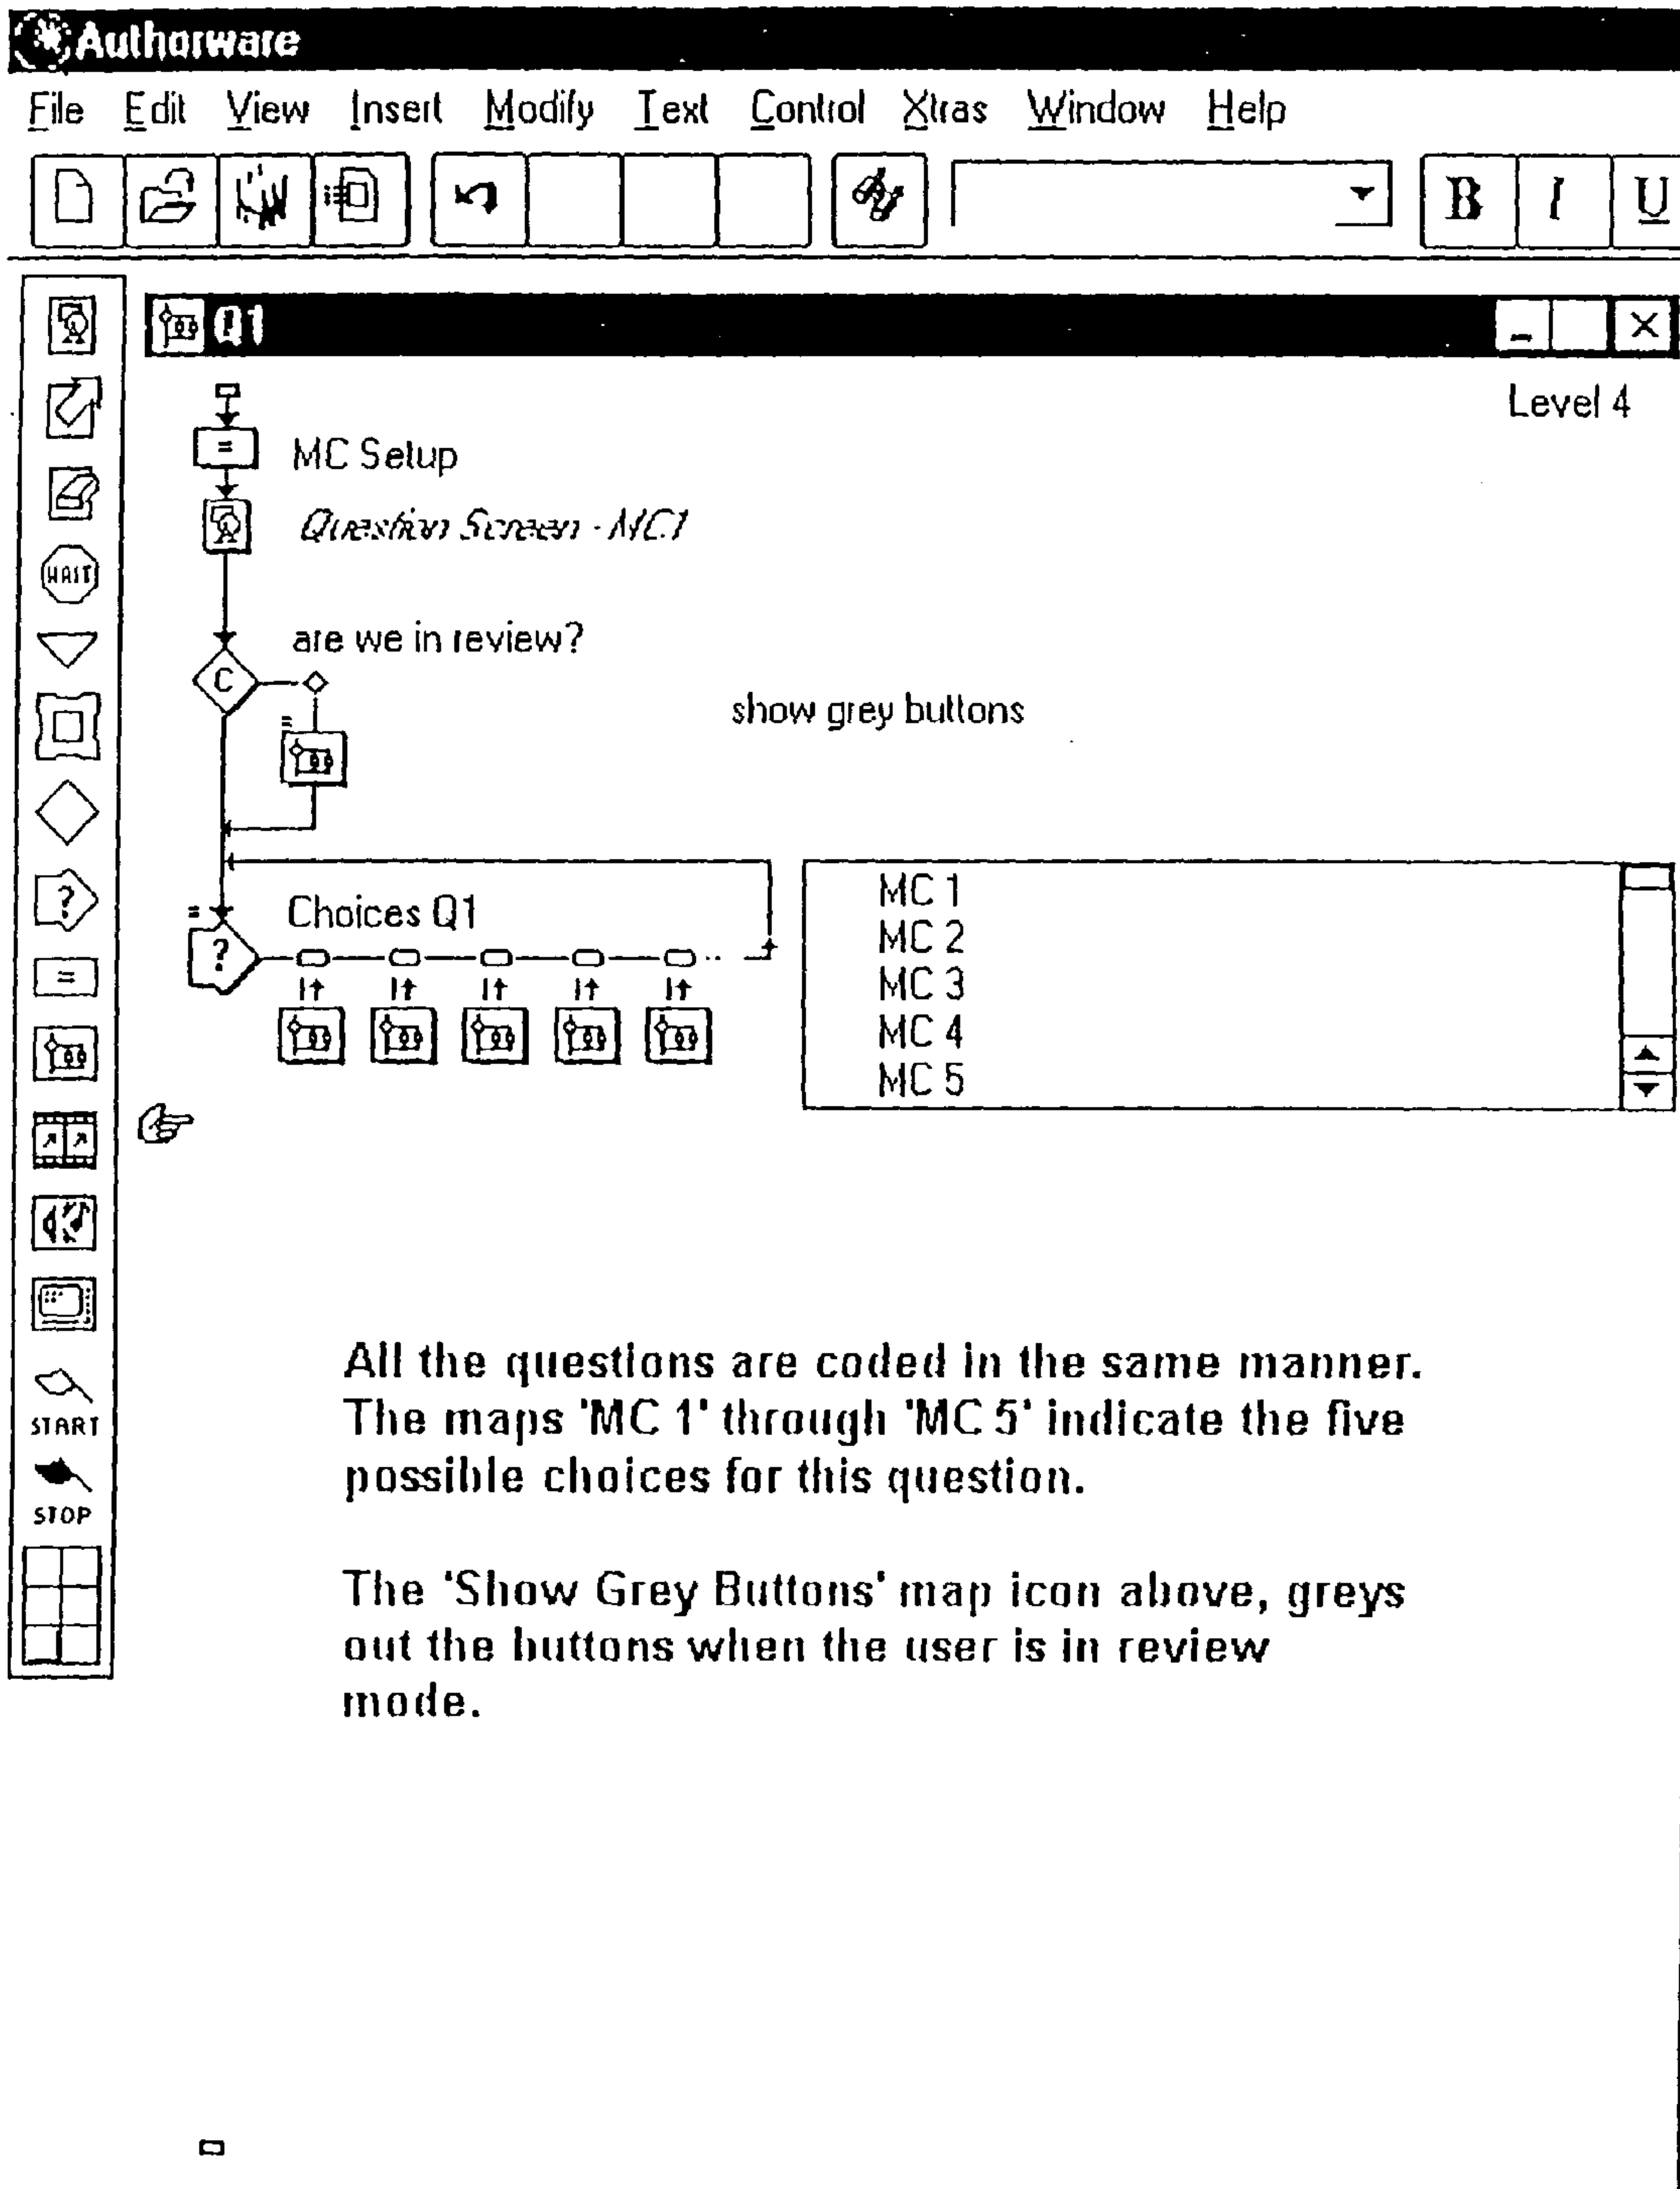 Authorware
File Edit View Insert Modify Text Control Xtras Window Help
B I U
Q1
Level 4
MC Setup
Question Screen - MC1
WAIT
are we in review?
C
show grey buttons
=
?
=
Choices Q1
?
=
MC 1
MC 2
MC 3
MC 4
MC 5
START
STOP
All the questions are coded in the same manner.
The maps 'MC 1' through 'MC 5' indicate the five
possible choices for this question.
The 'Show Grey Buttons' map icon above, greys
out the buttons when the user is in review
mode.